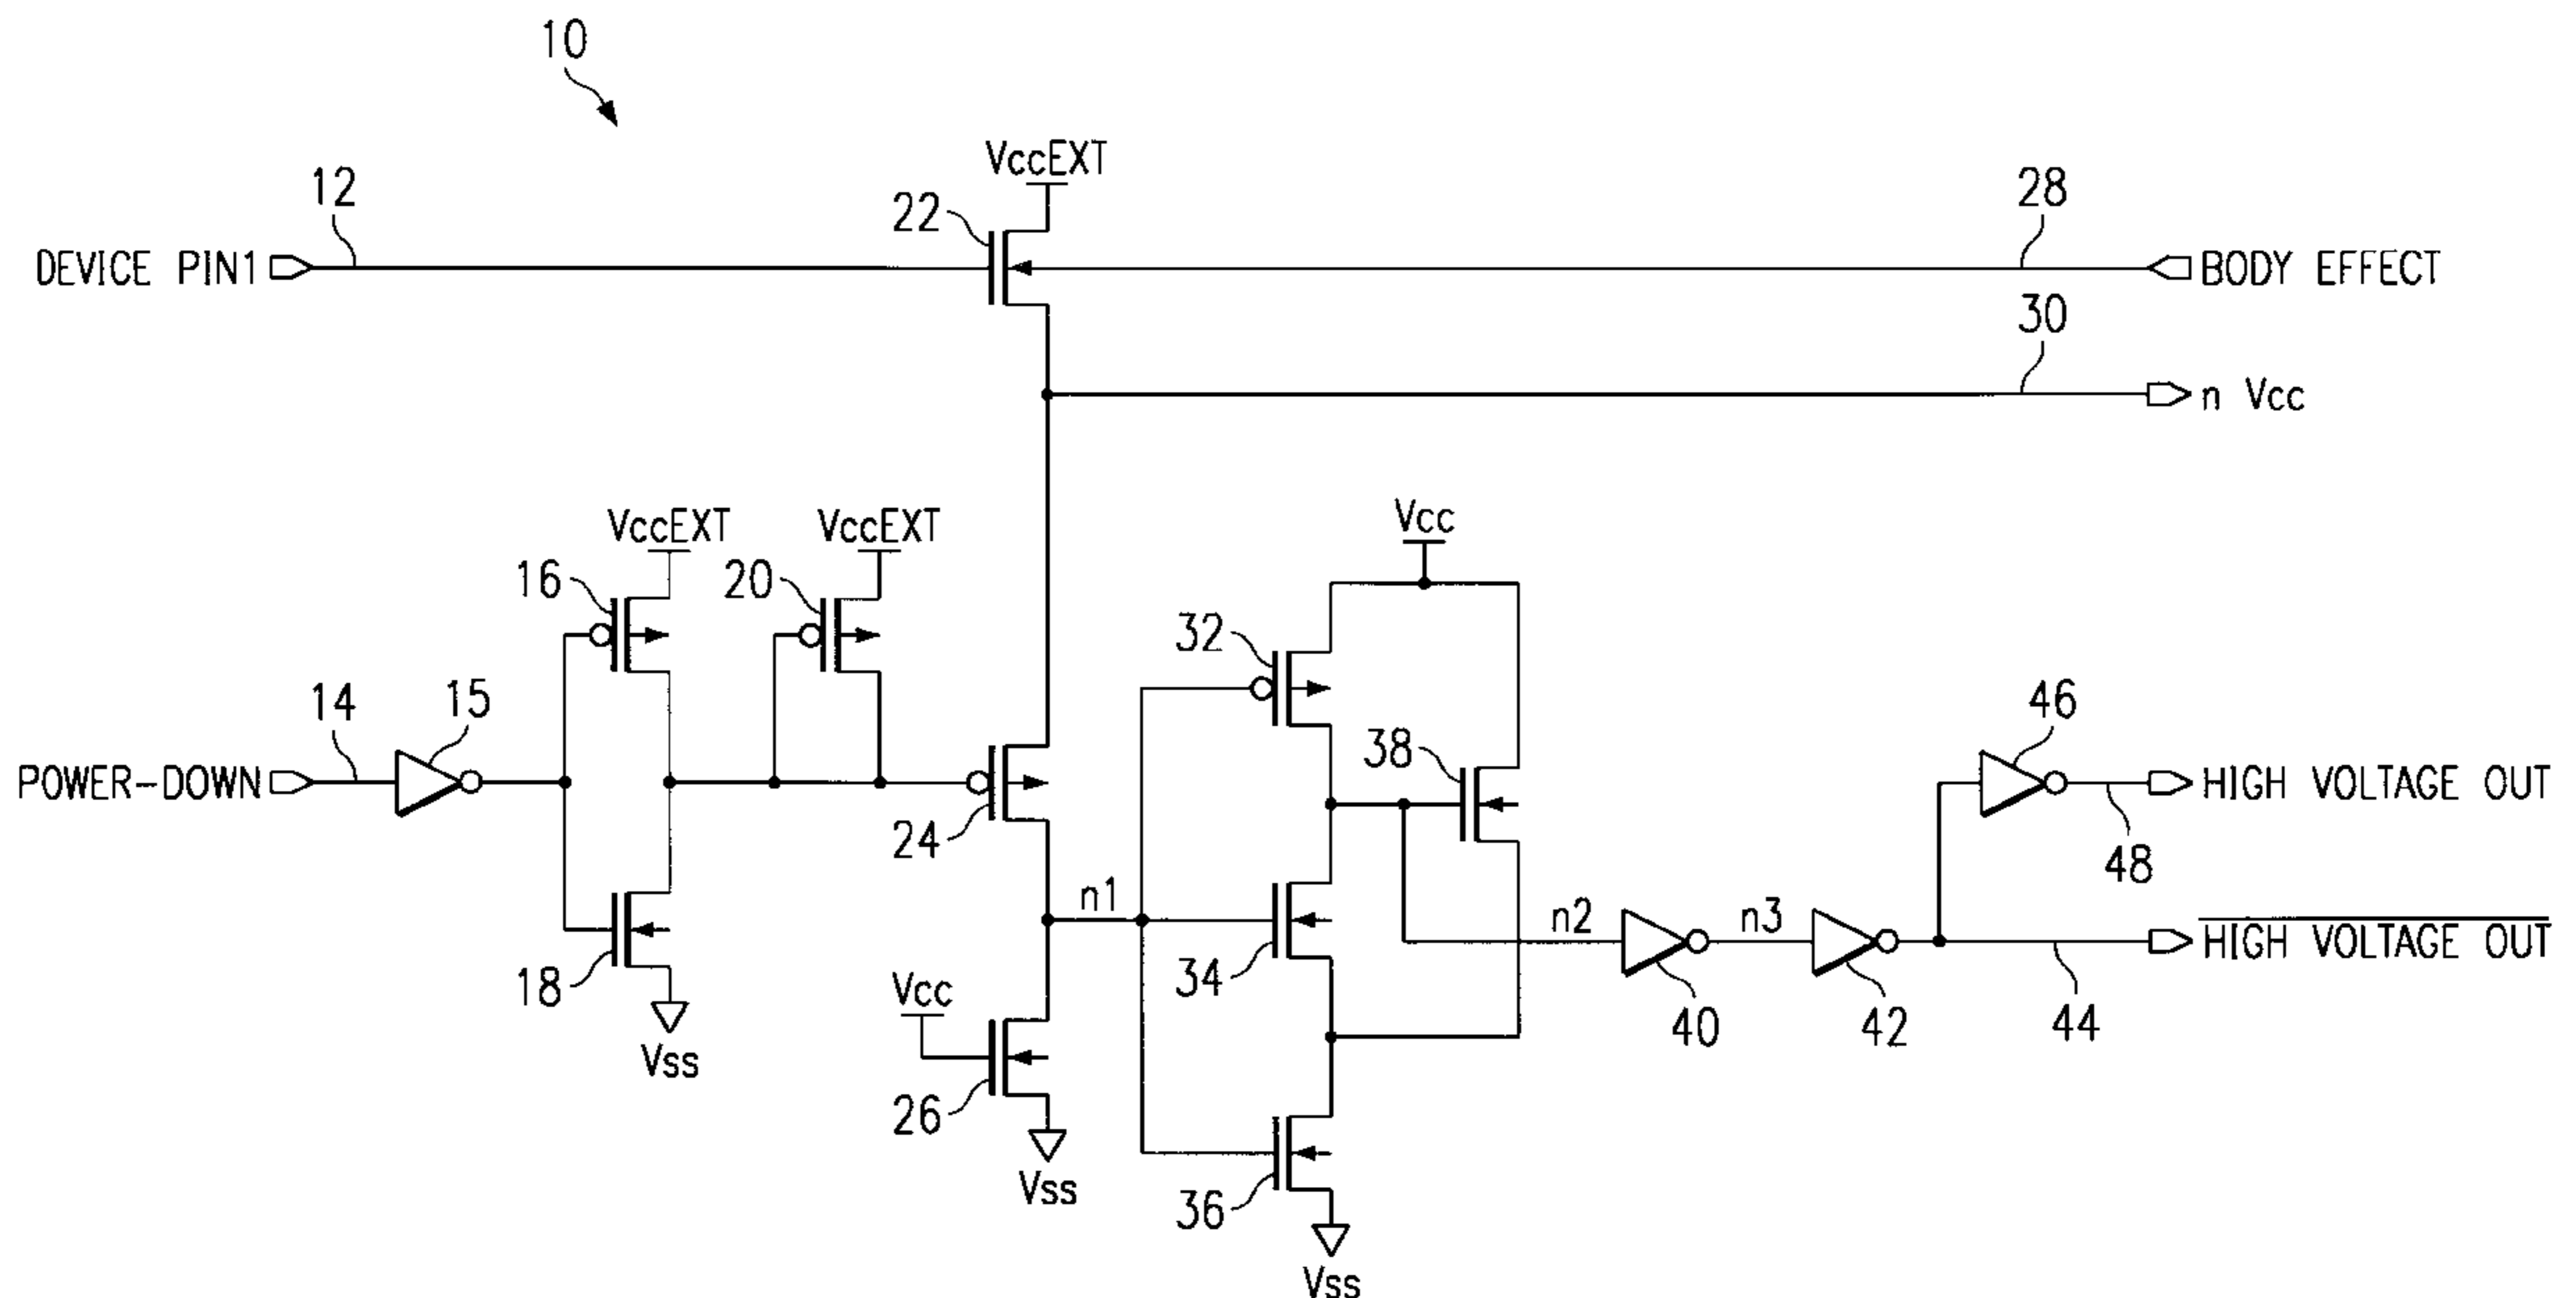 10
VccEXT
12
22
28
DEVICE PIN1
BODY EFFECT
30
n Vcc
VccEXT
VccEXT
Vcc
16
20
32
14
15
38
46
POWER-DOWN
HIGH VOLTAGE OUT
24
48
n1
n2
n3
HIGH VOLTAGE OUT
18
34
Vcc
40
42
44
Vss
26
Vss
36
Vss